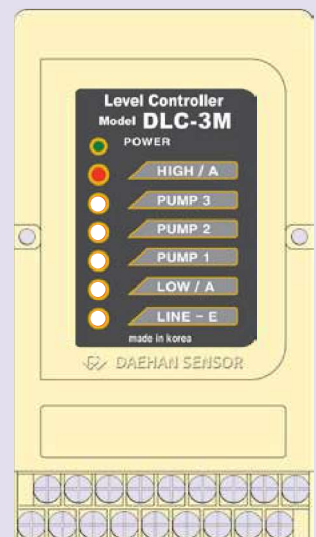 Level Controller
Model DLC-3M
POWER
HIGH / A
PUMP 3
PUMP 2
PUMP 1
LOW / A
LINE - E
made in korea
DAEHAN SENSOR